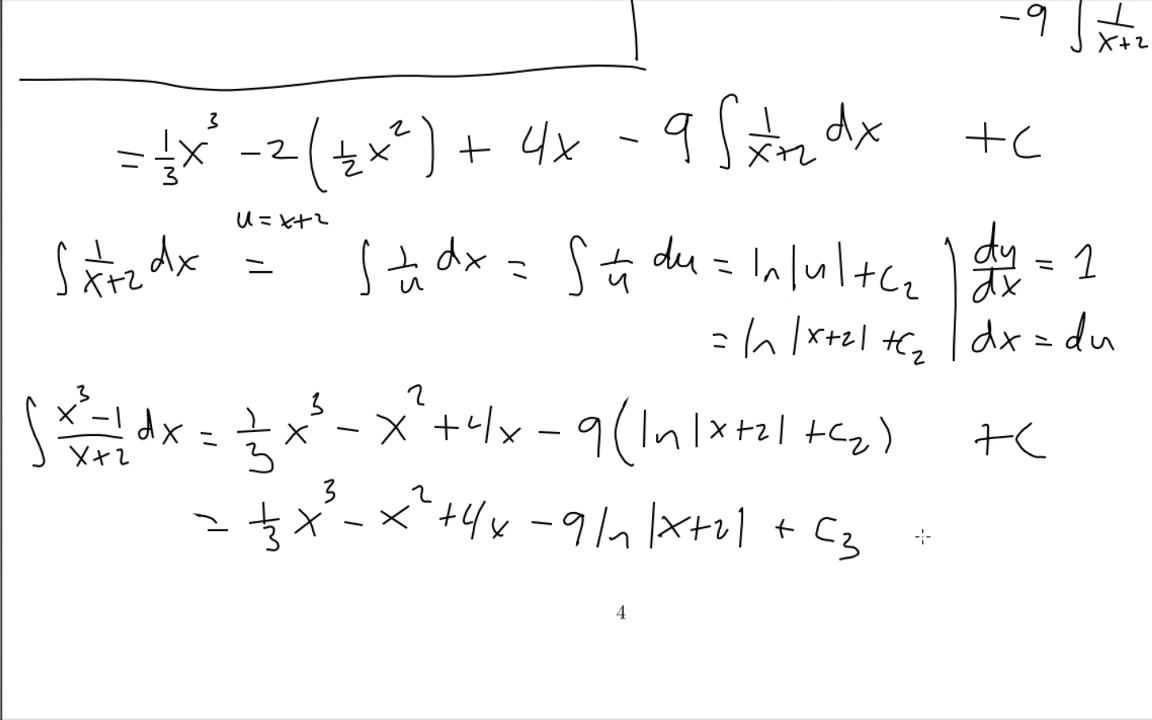 -9 ∫ 1/(x+2)
= 1/3 x³ - 2(1/2 x²) + 4x - 9 ∫ 1/(x+2) dx + C
u = x+2
∫ 1/(x+2) dx = ∫ 1/u dx = ∫ 1/u du = ln|u| + C₂ | du/dx = 1
= ln|x+2| + C₂ | dx = du
∫ (x³-1)/(x+2) dx = 1/3 x³ - x² + 4x - 9(ln|x+2| + C₂) + C
= 1/3 x³ - x² + 4x - 9 ln|x+2| + C₃
4